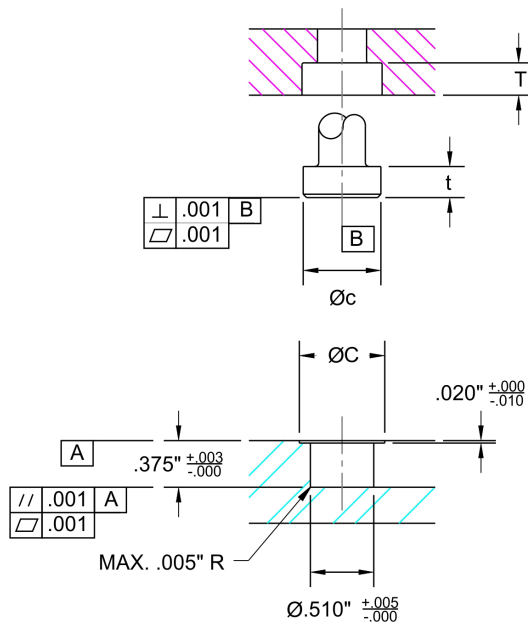 T
t
⊥ .001 B
⏥ .001
B
Øc
ØC
.020" +.000
-.010
A
.375" +.003
-.000
// .001 A
⏥ .001
MAX. .005" R
Ø.510" +.005
-.000